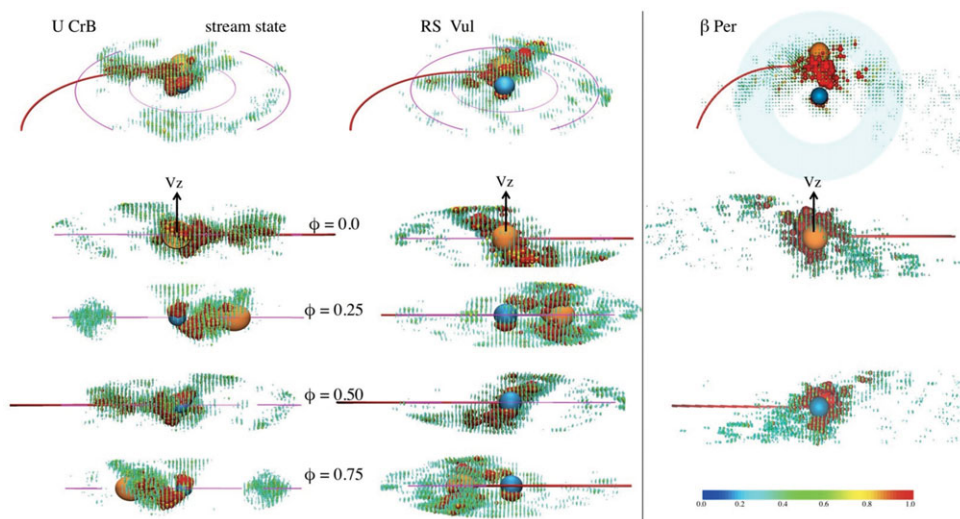 U CrB stream state RS Vul β Per
Vz Vz Vz
ϕ = 0.0
ϕ = 0.25
ϕ = 0.50
ϕ = 0.75
0.0 0.2 0.4 0.6 0.8 1.0